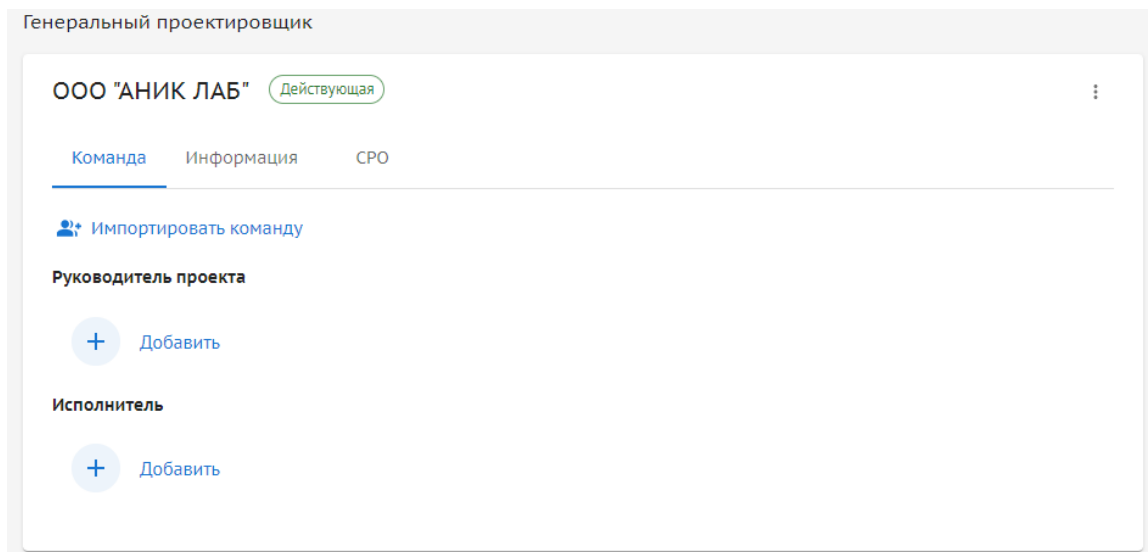 Генеральный проектировщик
ООО "АНИК ЛАБ" Действующая
Команда Информация СРО
Импортировать команду
Руководитель проекта
+ Добавить
Исполнитель
+ Добавить